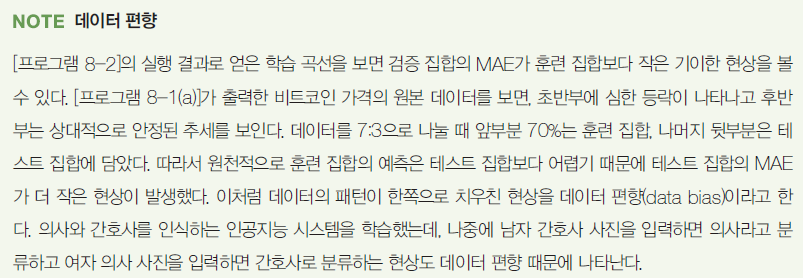 NOTE 데이터 편향
[프로그램 8-2]의 실행 결과로 얻은 학습 곡선을 보면 검증 집합의 MAE가 훈련 집합보다 작은 기이한 현상을 볼
수 있다. [프로그램 8-1(a)]가 출력한 비트코인 가격의 원본 데이터를 보면, 초반부에 심한 등락이 나타나고 후반
부는 상대적으로 안정된 추세를 보인다. 데이터를 7:3으로 나눌 때 앞부분 70%는 훈련 집합, 나머지 뒷부분은 테
스트 집합에 담았다. 따라서 원천적으로 훈련 집합의 예측은 테스트 집합보다 어렵기 때문에 테스트 집합의 MAE
가 더 작은 현상이 발생했다. 이처럼 데이터의 패턴이 한쪽으로 치우친 현상을 데이터 편향(data bias)이라고 한
다. 의사와 간호사를 인식하는 인공지능 시스템을 학습했는데, 나중에 남자 간호사 사진을 입력하면 의사라고 분
류하고 여자 의사 사진을 입력하면 간호사로 분류하는 현상도 데이터 편향 때문에 나타난다.